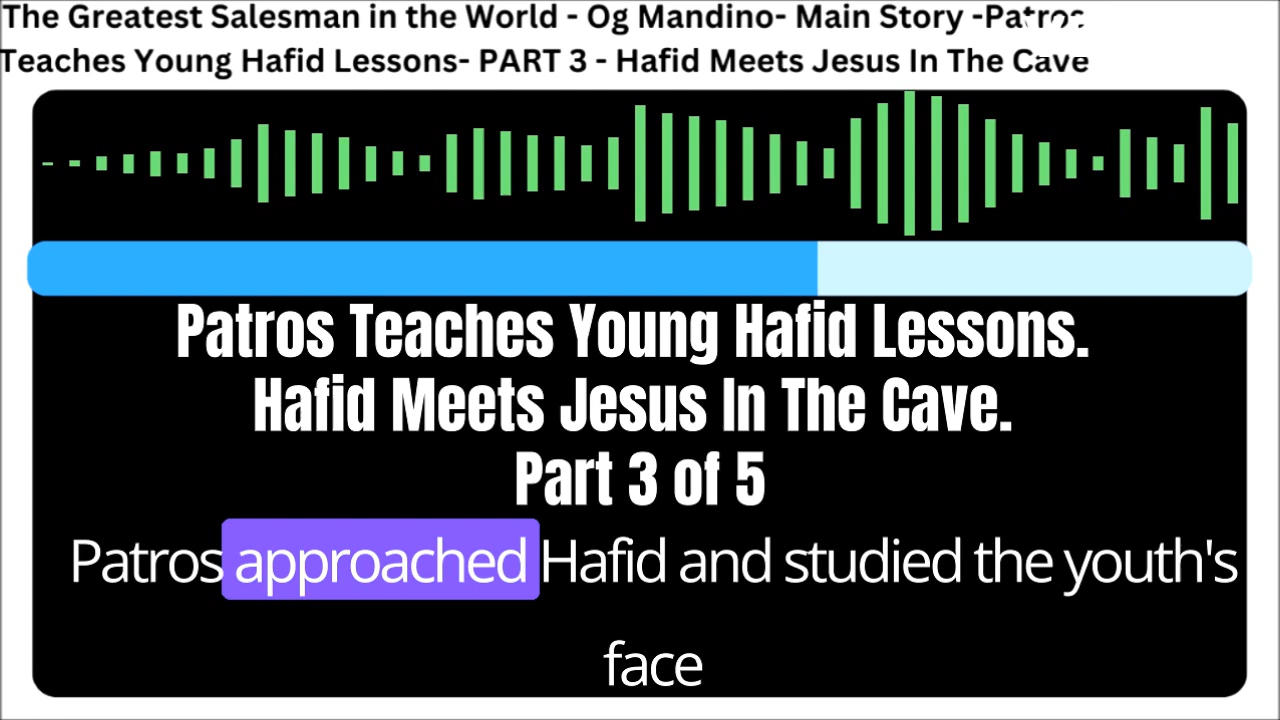 The Greatest Salesman in the World - Og Mandino- Main Story -Patros
Teaches Young Hafid Lessons- PART 3 - Hafid Meets Jesus In The Cave
Patros Teaches Young Hafid Lessons.
Hafid Meets Jesus In The Cave.
Part 3 of 5
Patros approached Hafid and studied the youth's
face